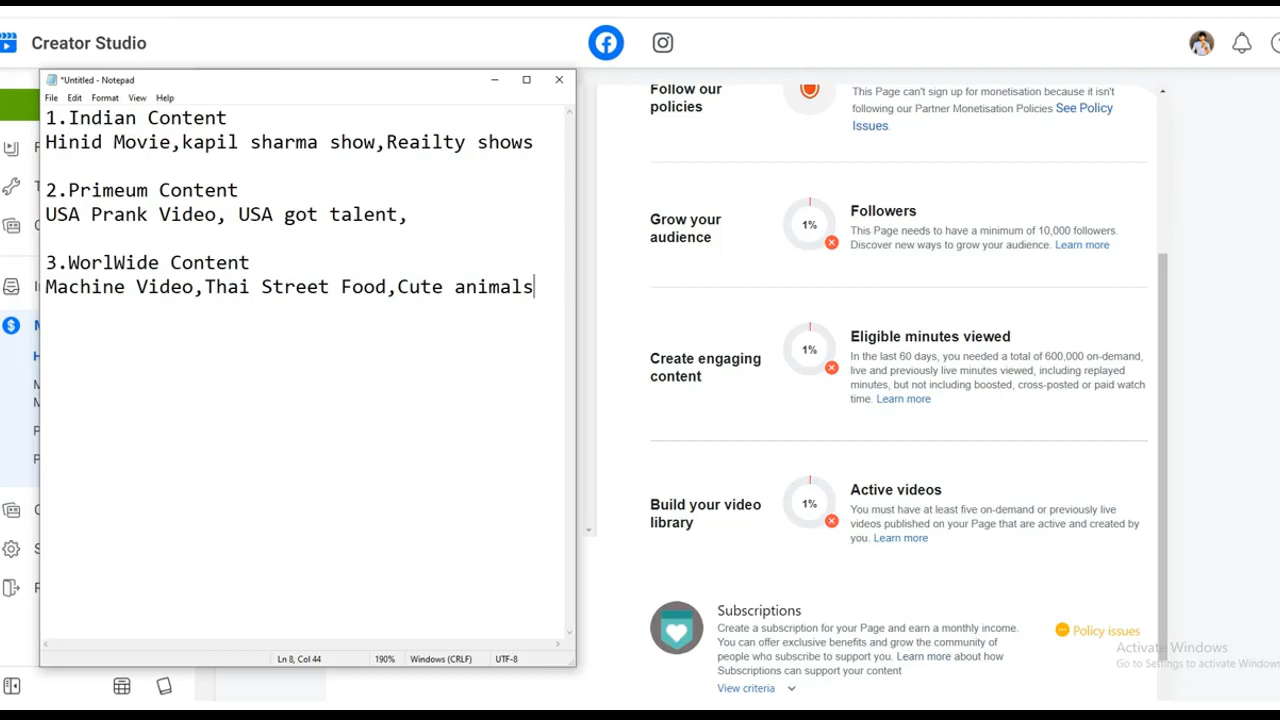 Creator Studio
*Untitled - Notepad
File Edit Format View Help
1.Indian Content
Hinid Movie,kapil sharma show,Reailty shows
2.Primeum Content
USA Prank Video, USA got talent,
3.WorlWide Content
Machine Video,Thai Street Food,Cute animals
Ln 8, Col 44 190% Windows (CRLF) UTF-8
Follow our
policies
This Page can't sign up for monetisation because it isn't
following our Partner Monetisation Policies See Policy
Issues.
Grow your
audience
1%
Followers
This Page needs to have a minimum of 10,000 followers.
Discover new ways to grow your audience. Learn more
Create engaging
content
1%
Eligible minutes viewed
In the last 60 days, you needed a total of 600,000 on-demand,
live and previously live minutes viewed, including replayed
minutes, but not including boosted, cross-posted or paid watch
time. Learn more
Build your video
library
1%
Active videos
You must have at least five on-demand or previously live
videos published on your Page that are active and created by
you. Learn more
Subscriptions
Create a subscription for your Page and earn a monthly income.
You can offer exclusive benefits and grow the community of
people who subscribe to support you. Learn more about how
Subscriptions can support your content
View criteria
Policy issues
Activate Windows
Go to Settings to activate Windows